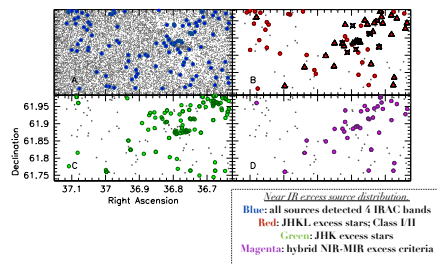 A
B
61.95
61.9
61.85
61.8
61.75
Declination
C
D
37.1 37 36.9 36.8 36.7
Right Ascension
Near IR excess source distribution.
Blue: all sources detected 4 IRAC bands
Red: JHKL excess stars; Class I/II
Green: JHK excess stars
Magenta: hybrid NIR-MIR excess criteria